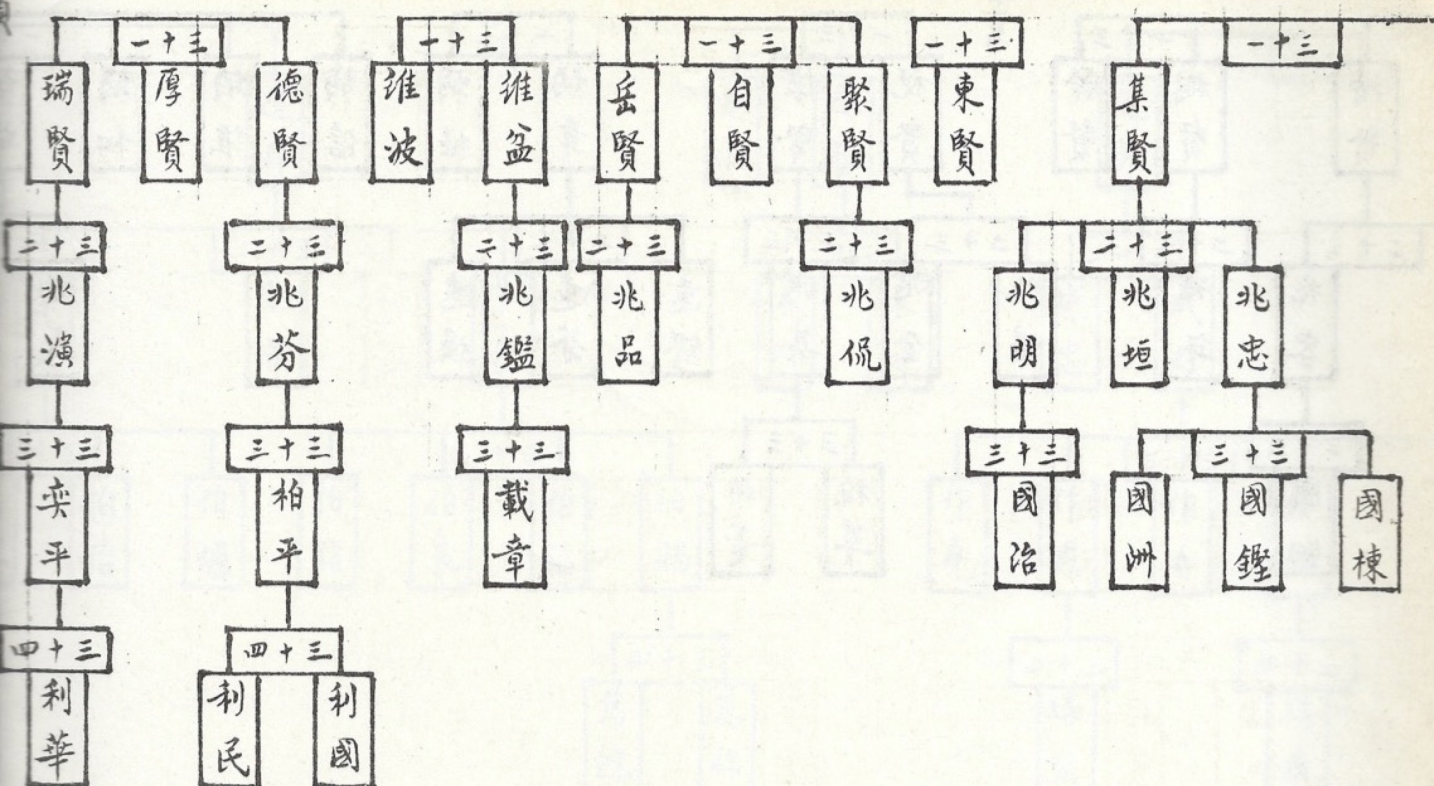 三十一
集賢
三十一
東賢
三十一
聚賢
自賢
岳賢
三十一
維盆
維波
三十一
德賢
厚賢
瑞賢
三十二
兆忠
兆垣
兆明
三十二
兆侃
三十二
兆品
三十二
兆鑑
三十二
兆芬
三十二
兆演
三十三
國棟
國鏗
國洲
三十三
國治
三十三
載章
三十三
柏平
三十三
奕平
三十四
利國
利民
三十四
利華